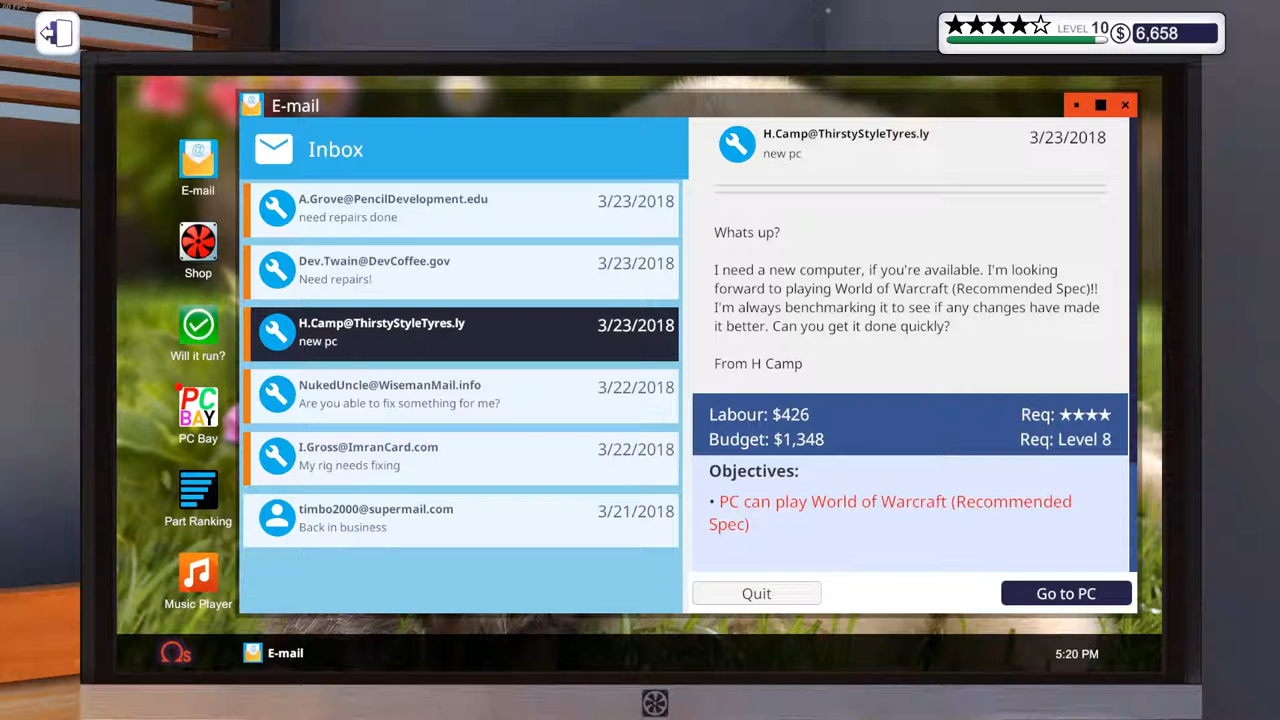 60 FPS
LEVEL 10
$ 6,658
E-mail
E-mail
Shop
Will it run?
PC
BAY
PC Bay
Part Ranking
Music Player
Inbox
A.Grove@PencilDevelopment.edu 3/23/2018
need repairs done
Dev.Twain@DevCoffee.gov 3/23/2018
Need repairs!
H.Camp@ThirstyStyleTyres.ly 3/23/2018
new pc
NukedUncle@WisemanMail.info 3/22/2018
Are you able to fix something for me?
I.Gross@ImranCard.com 3/22/2018
My rig needs fixing
timbo2000@supermail.com 3/21/2018
Back in business
H.Camp@ThirstyStyleTyres.ly 3/23/2018
new pc
Whats up?
I need a new computer, if you're available. I'm looking
forward to playing World of Warcraft (Recommended Spec)!!
I'm always benchmarking it to see if any changes have made
it better. Can you get it done quickly?
From H Camp
Labour: $426 Req: ★★★★
Budget: $1,348 Req: Level 8
Objectives:
• PC can play World of Warcraft (Recommended
Spec)
Quit
Go to PC
Ωs
E-mail
5:20 PM